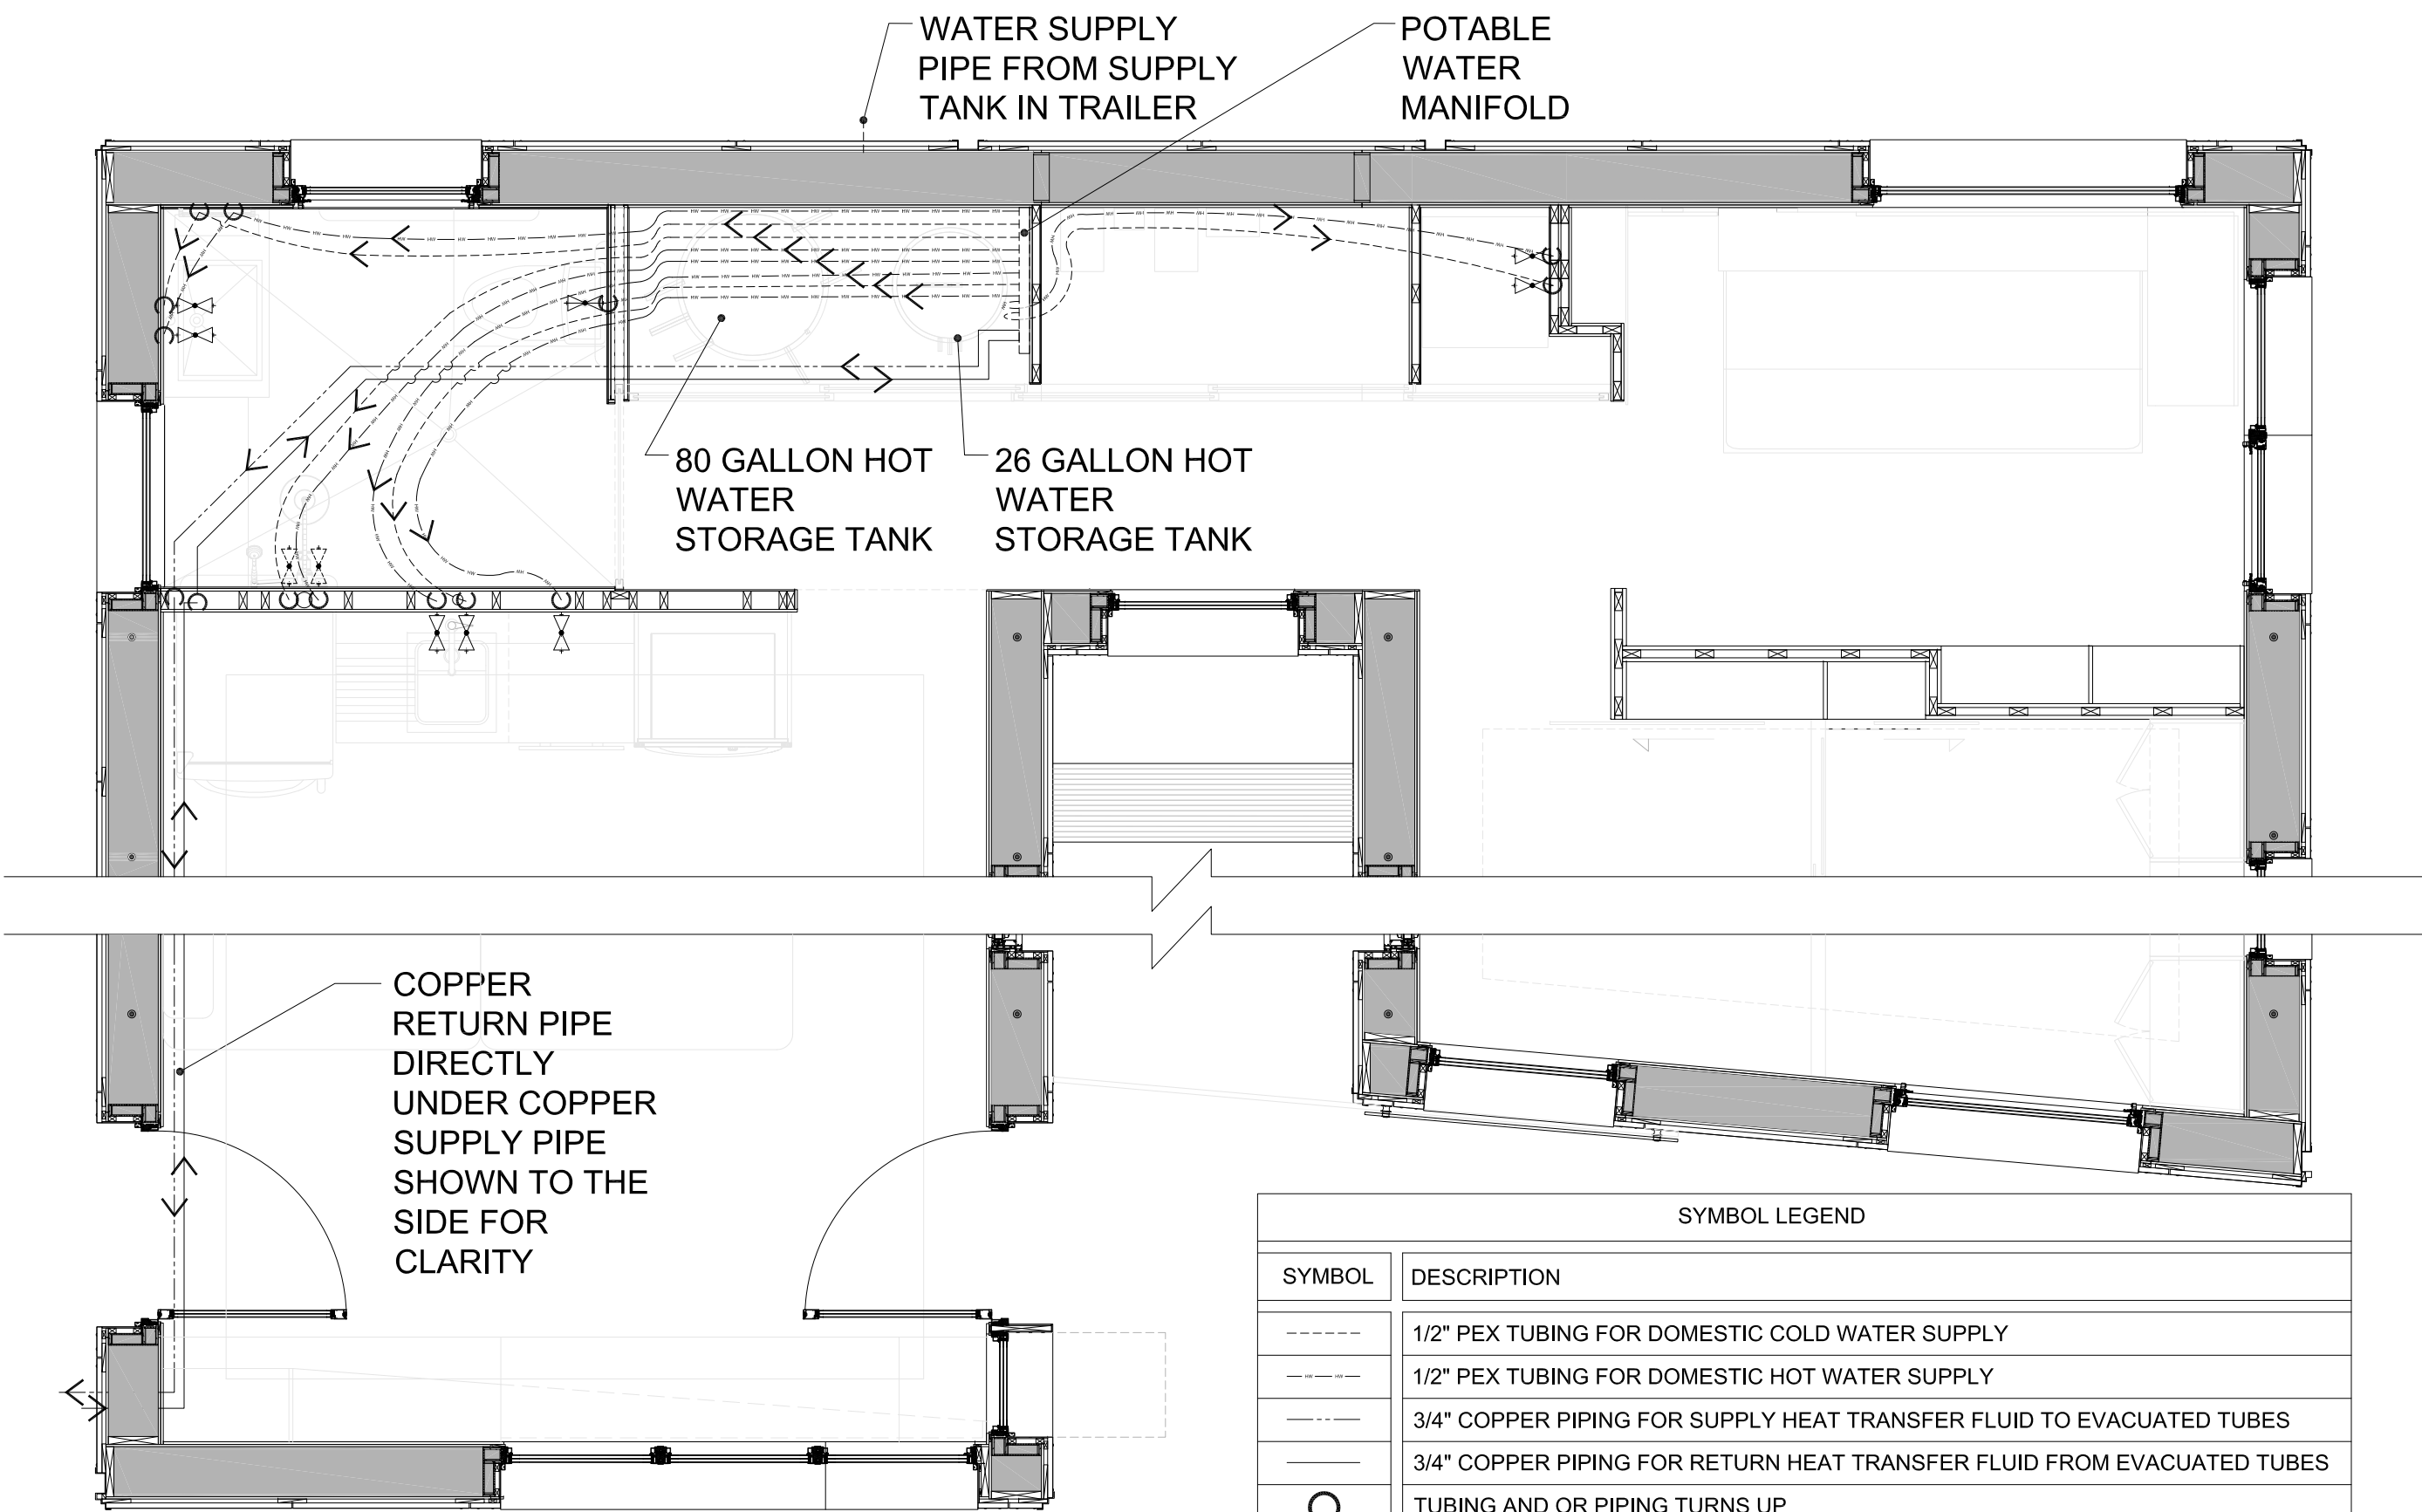 WATER SUPPLY
PIPE FROM SUPPLY
TANK IN TRAILER
POTABLE
WATER
MANIFOLD
80 GALLON HOT
WATER
STORAGE TANK
26 GALLON HOT
WATER
STORAGE TANK
COPPER
RETURN PIPE
DIRECTLY
UNDER COPPER
SUPPLY PIPE
SHOWN TO THE
SIDE FOR
CLARITY
SYMBOL LEGEND
SYMBOL DESCRIPTION
1/2" PEX TUBING FOR DOMESTIC COLD WATER SUPPLY
HW HW 1/2" PEX TUBING FOR DOMESTIC HOT WATER SUPPLY
3/4" COPPER PIPING FOR SUPPLY HEAT TRANSFER FLUID TO EVACUATED TUBES
3/4" COPPER PIPING FOR RETURN HEAT TRANSFER FLUID FROM EVACUATED TUBES
TUBING AND OR PIPING TURNS UP